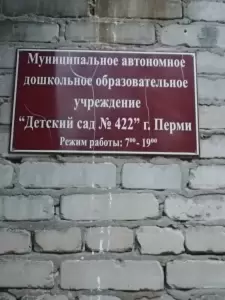 Муниципальное автономное
дошкольное образовательное
учреждение
"Детский сад № 422" г. Перми
Режим работы: 7⁰⁰- 19⁰⁰